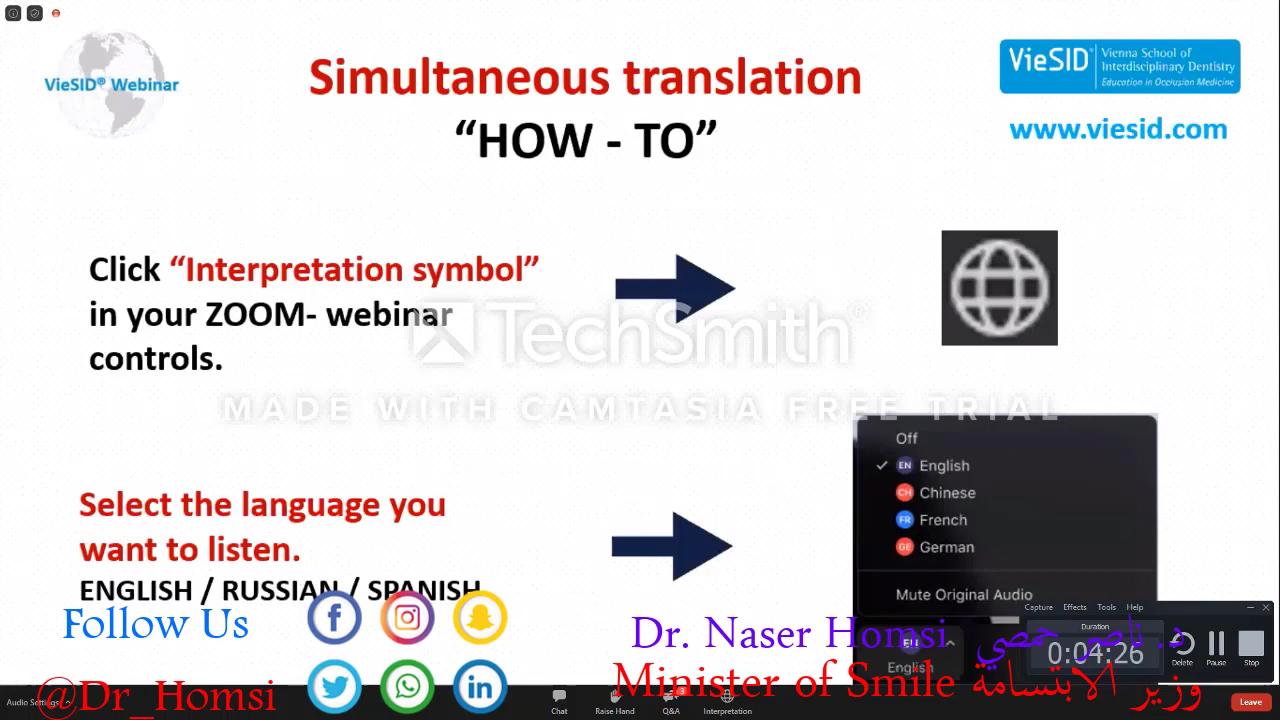 VieSID® Webinar
Simultaneous translation
“HOW - TO”
VieSID® Vienna School of
Interdisciplinary Dentistry
Education in Occlusion Medicine
www.viesid.com
Click “Interpretation symbol”
in your ZOOM- webinar
controls.
TechSmith®
MADE WITH CAMTASIA FREE TRIAL
Off
EN English
CH Chinese
FR French
GE German
Mute Original Audio
Select the language you
want to listen.
ENGLISH / RUSSIAN / SPANISH
Follow Us
@Dr_Homsi
Dr. Naser Homsi د. ناصر حمصي
Minister of Smile وزير الابتسامة
EN
English
Capture Effects Tools Help
Duration
0:04:26
Delete Pause Stop
Audio Settings
Chat
Raise Hand
3
Q&A
Interpretation
Leave